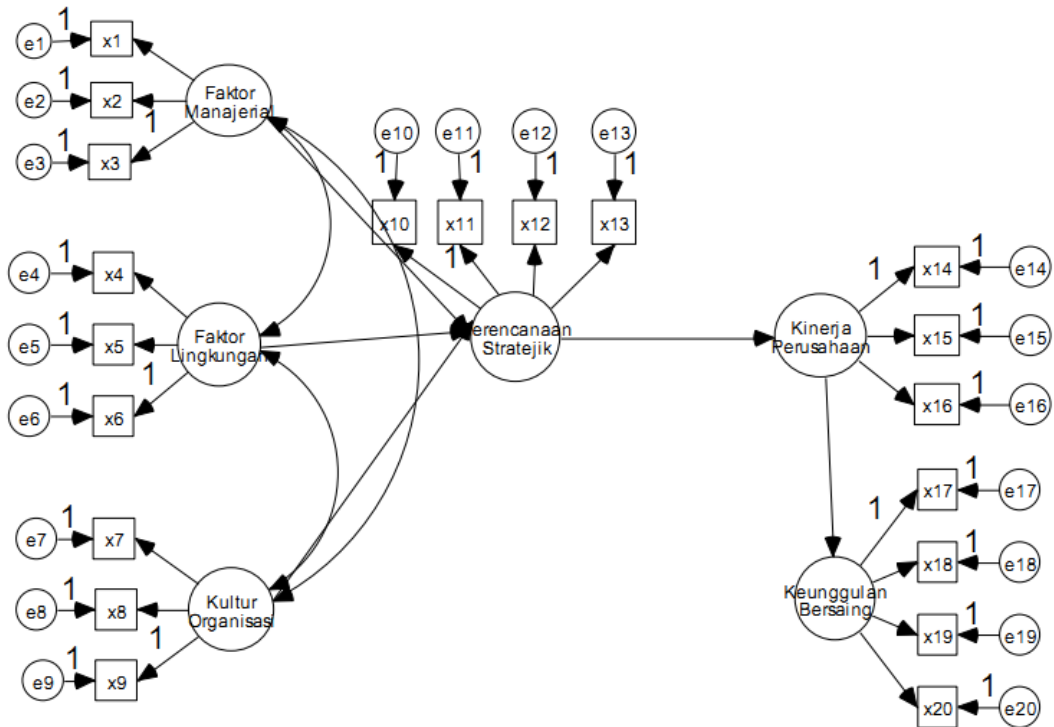 1
e1
x1
1
e2
x2
1
e3
x3
1
Faktor
Manajerial
1
e4
x4
1
e5
x5
1
e6
x6
1
Faktor
Lingkungan
1
e7
x7
1
e8
x8
1
e9
x9
1
Kultur
Organisasi
e10
e11
e12
e13
1
1
1
1
x10
x11
x12
x13
1
erencanaan
Stratejik
Kinerja
Perusahaan
1
x14
1
e14
x15
1
e15
x16
1
e16
Keunggulan
Bersaing
1
x17
1
e17
x18
1
e18
x19
1
e19
x20
1
e20